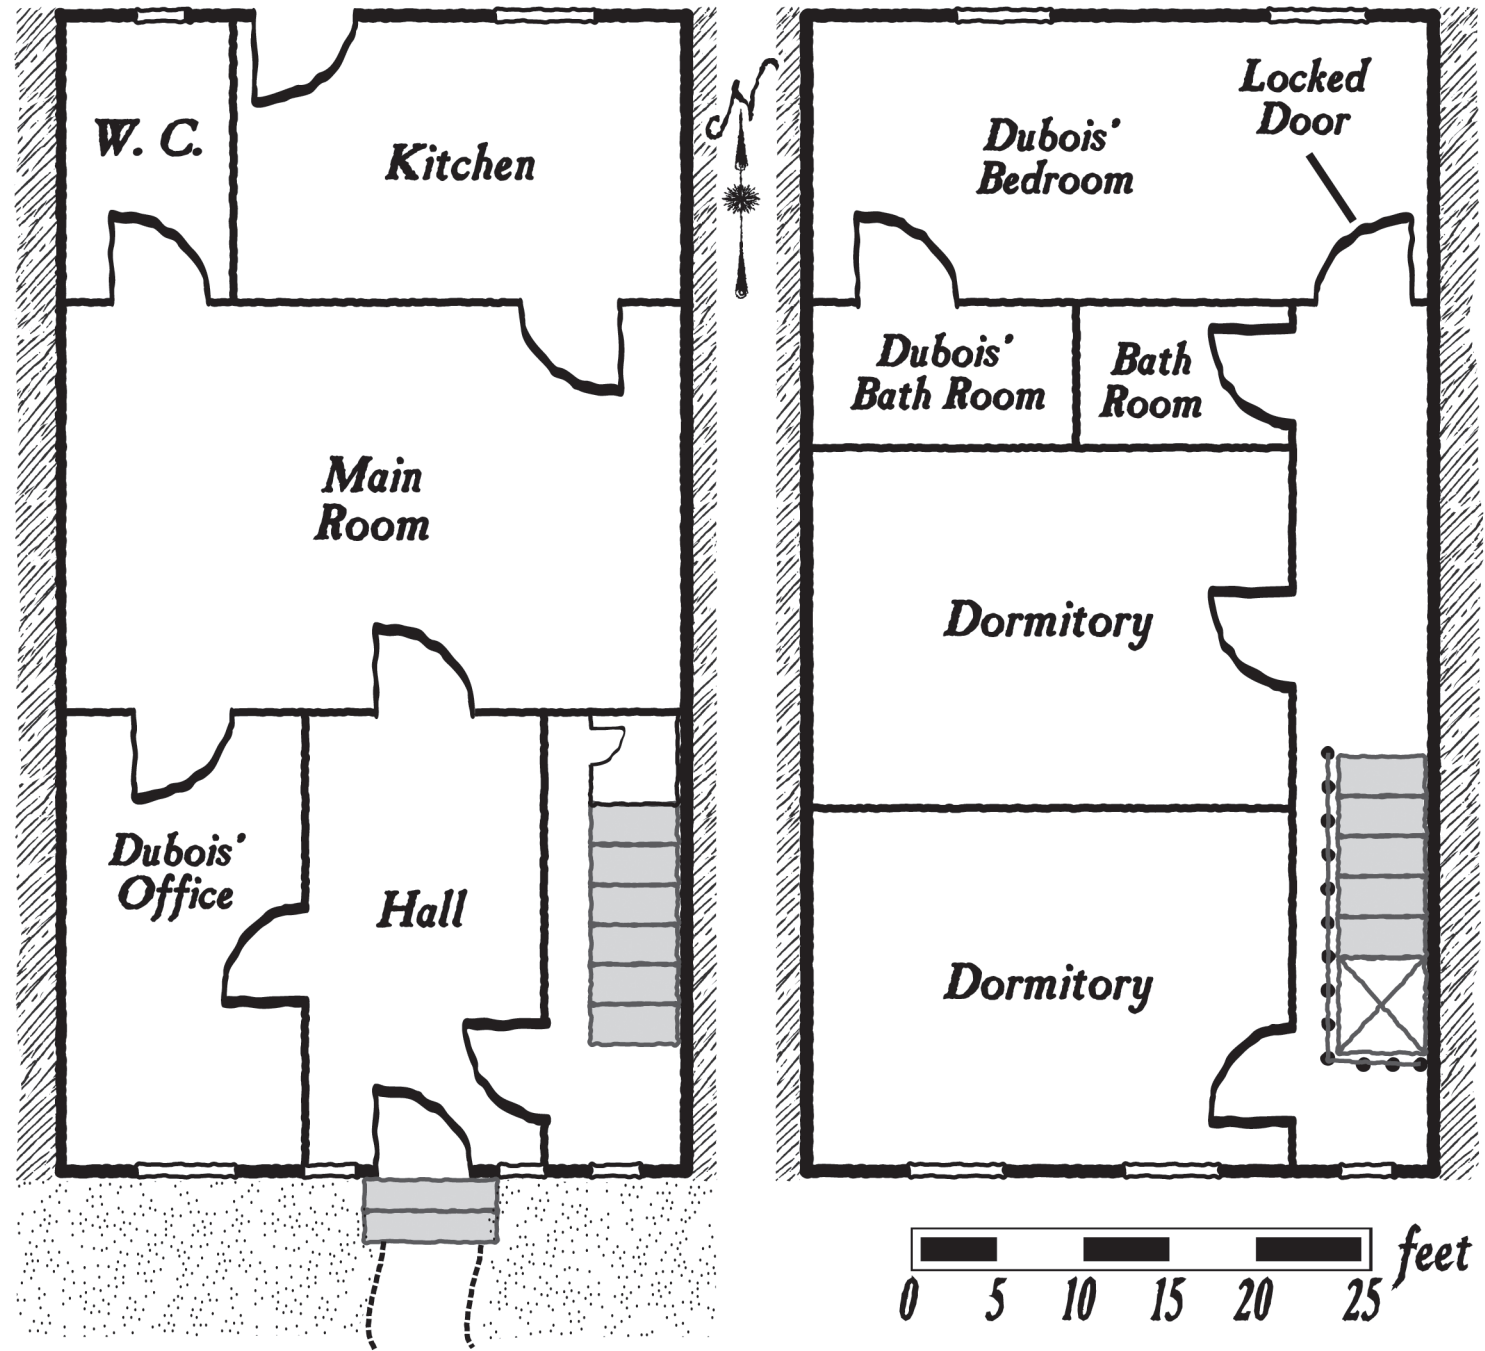 W. C.
Kitchen
Main
Room
Dubois'
Office
Hall
N
Dubois'
Bedroom
Locked
Door
Dubois'
Bath Room
Bath
Room
Dormitory
Dormitory
feet
0 5 10 15 20 25